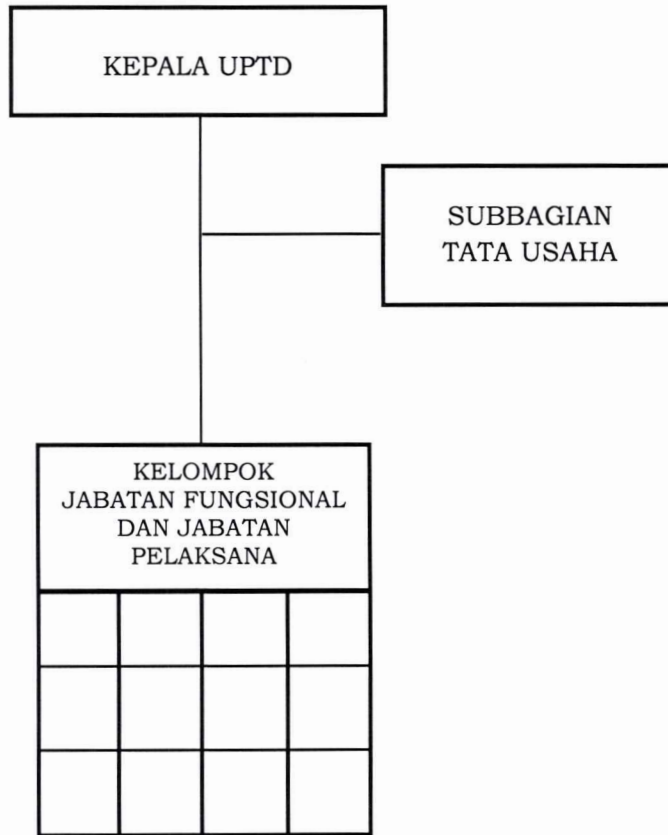 KEPALA UPTD
SUBBAGIAN
TATA USAHA
KELOMPOK
JABATAN FUNGSIONAL
DAN JABATAN
PELAKSANA